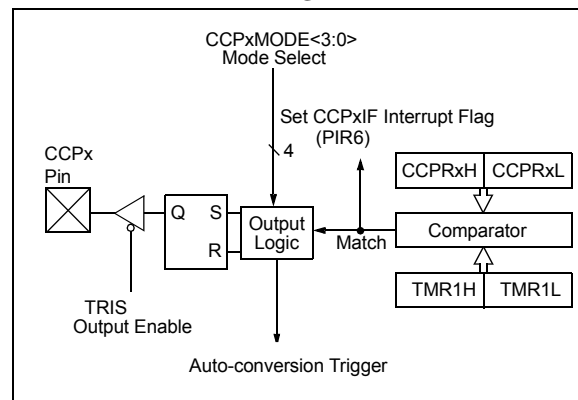 CCPxMODE<3:0>
Mode Select
Set CCPxIF Interrupt Flag
(PIR6)
4
CCPx
Pin
CCPRxH CCPRxL
Q S
R
Output
Logic
Match
Comparator
TMR1H TMR1L
TRIS
Output Enable
Auto-conversion Trigger